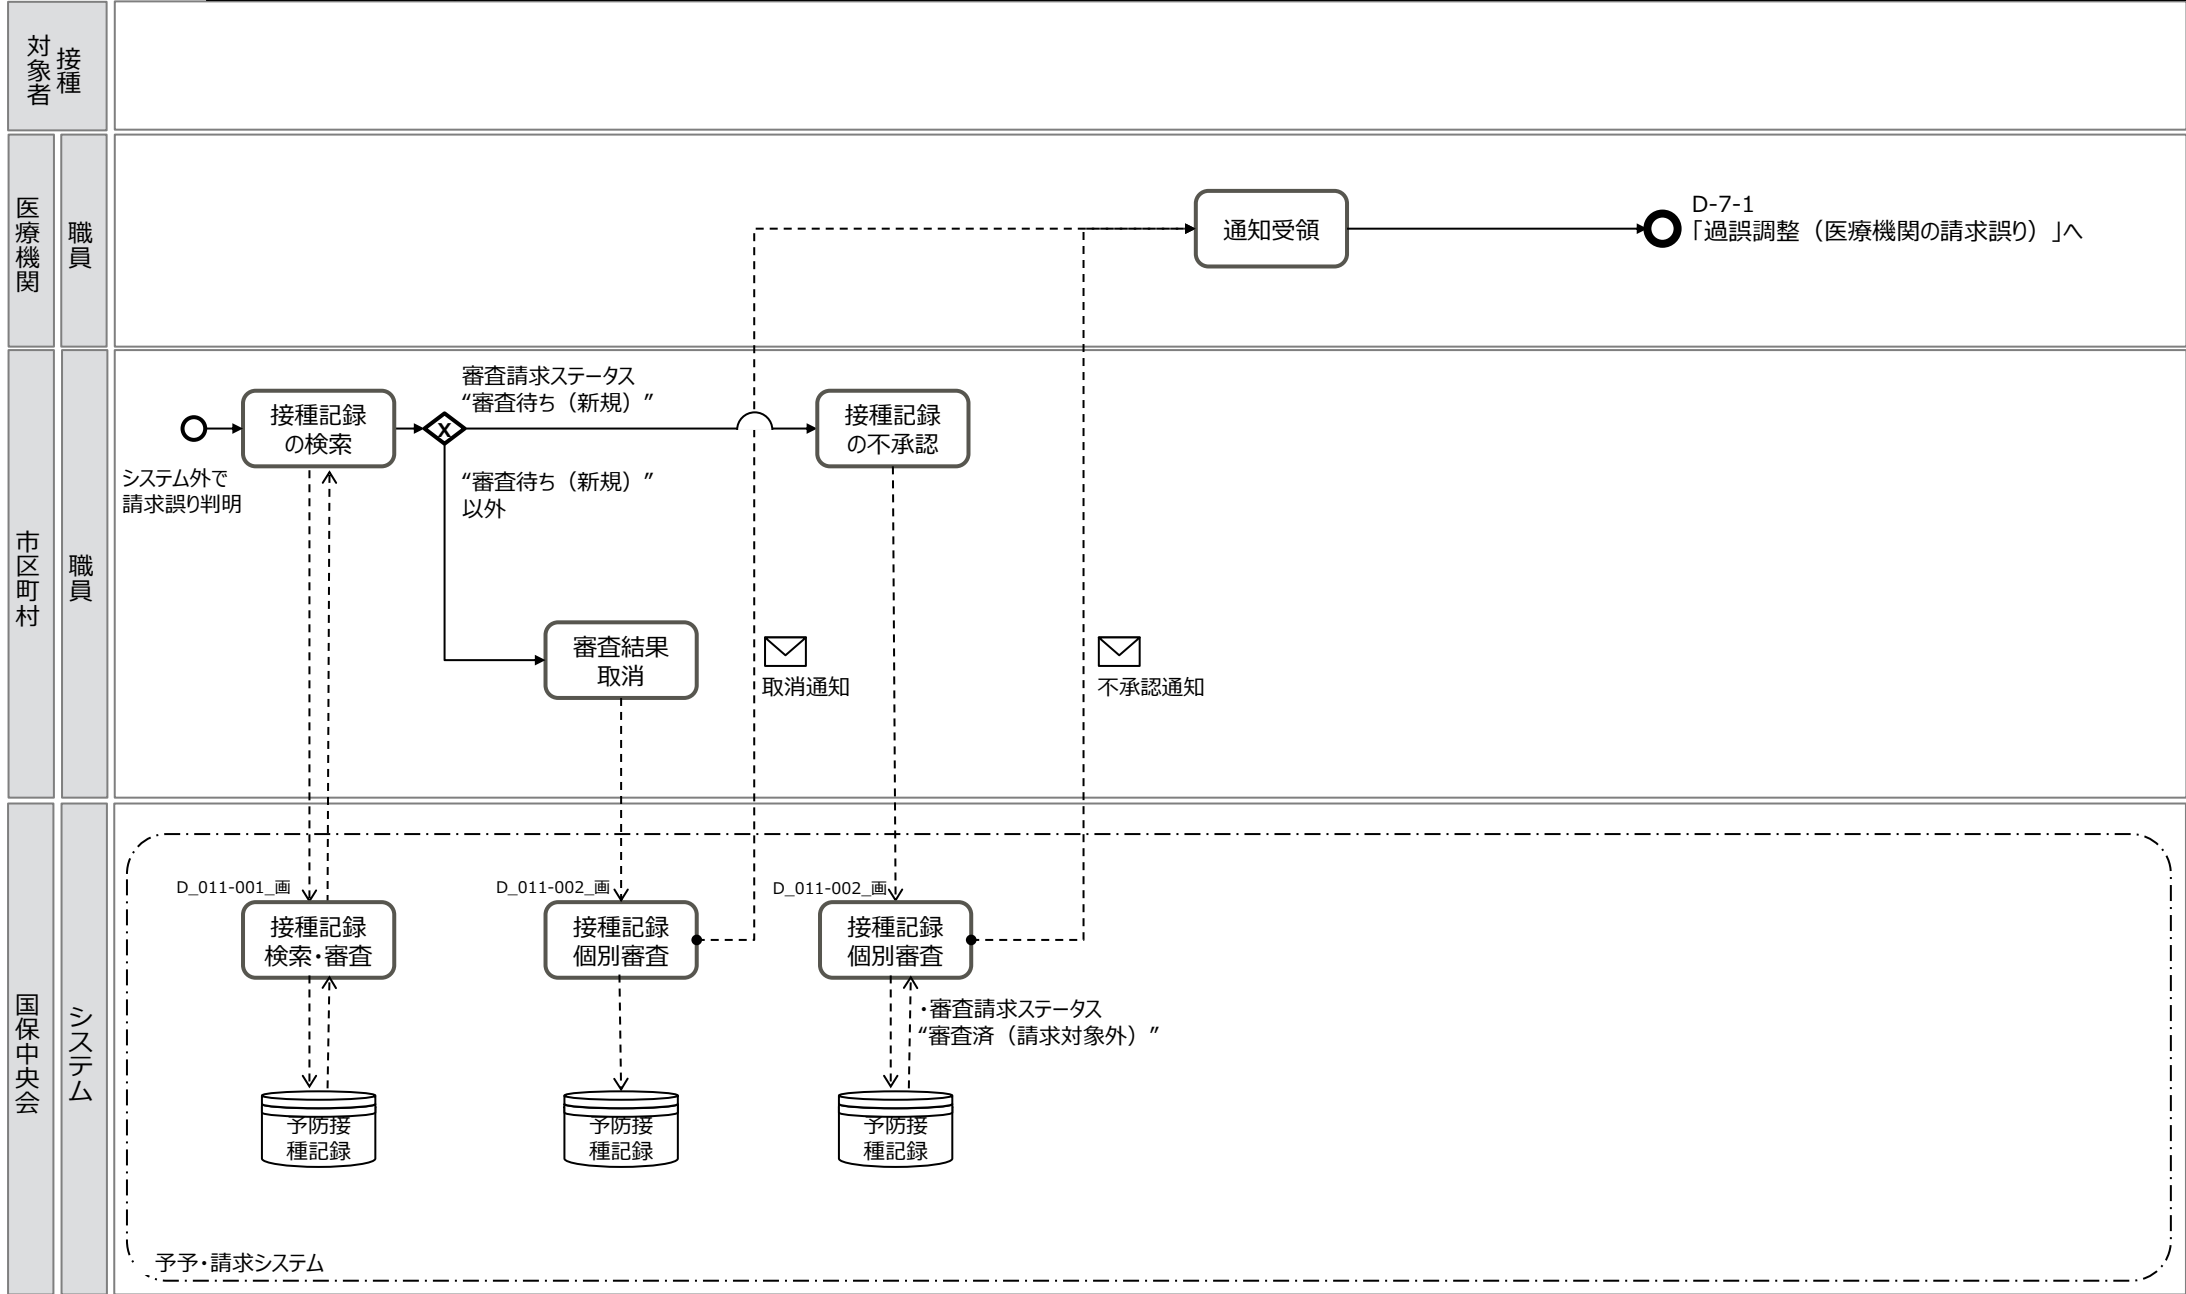 接種
対象者
医療機関
職員
通知受領
D-7-1
「過誤調整（医療機関の請求誤り）」へ
市区町村
職員
システム外で
請求誤り判明
接種記録
の検索
X
審査請求ステータス
“審査待ち（新規）”
“審査待ち（新規）”
以外
接種記録
の不承認
審査結果
取消
取消通知
不承認通知
国保中央会
システム
D_011-001_画
接種記録
検索・審査
D_011-002_画
接種記録
個別審査
D_011-002_画
接種記録
個別審査
・審査請求ステータス
“審査済（請求対象外）”
予防接
種記録
予防接
種記録
予防接
種記録
予予・請求システム